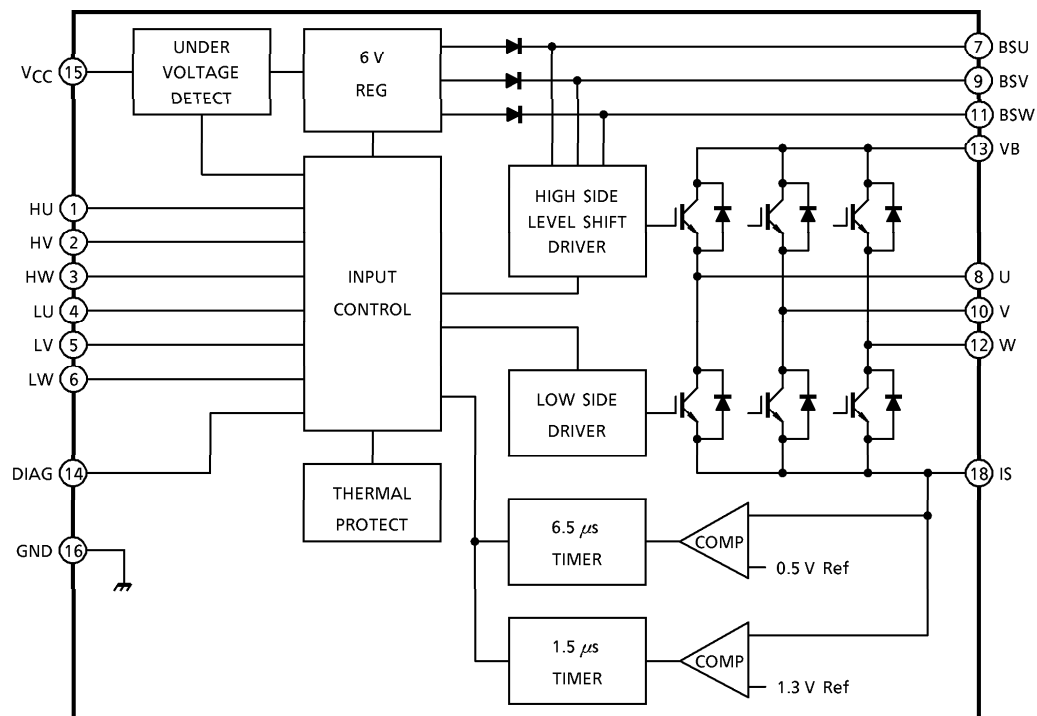 VCC 15
UNDER
VOLTAGE
DETECT
6 V
REG
7 BSU
9 BSV
11 BSW
13 VB
HU 1
HV 2
HW 3
LU 4
LV 5
LW 6
INPUT
CONTROL
HIGH SIDE
LEVEL SHIFT
DRIVER
8 U
10 V
12 W
LOW SIDE
DRIVER
DIAG 14
THERMAL
PROTECT
18 IS
GND 16
6.5 μs
TIMER
COMP
0.5 V Ref
1.5 μs
TIMER
COMP
1.3 V Ref